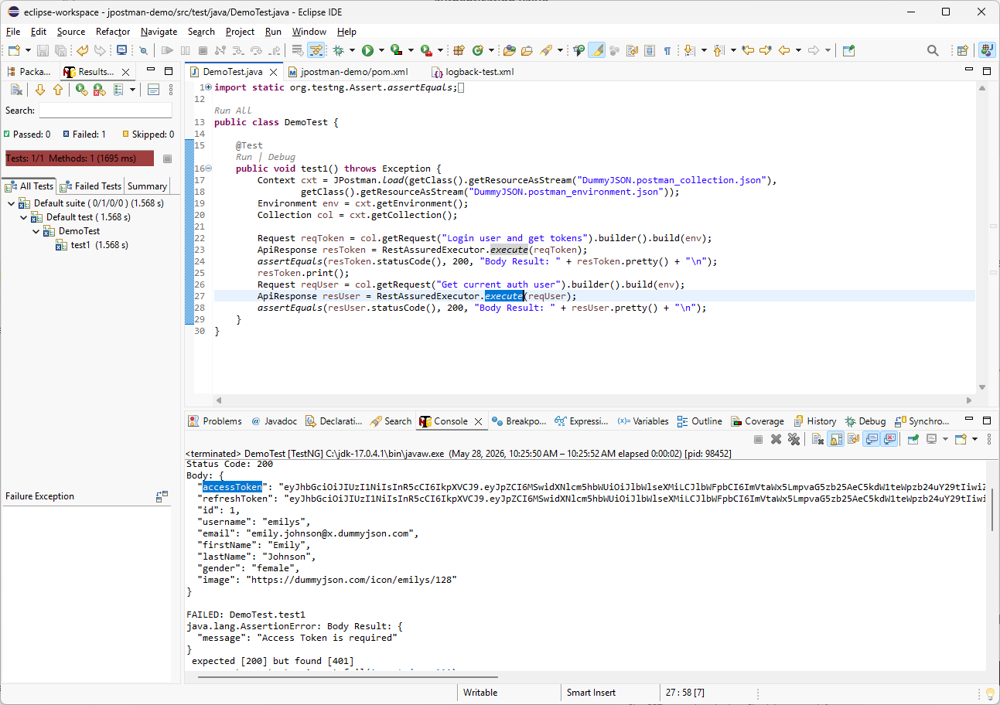 eclipse-workspace - jpostman-demo/src/test/java/DemoTest.java - Eclipse IDE
File Edit Source Refactor Navigate Search Project Run Window Help
Packa... Results...
Search:
Passed: 0 Failed: 1 Skipped: 0
Tests: 1/1 Methods: 1 (1695 ms)
All Tests Failed Tests Summary
Default suite ( 0/1/0/0 ) (1.568 s)
Default test ( 1.568 s)
DemoTest
test1 (1.568 s)
Failure Exception
DemoTest.java jpostman-demo/pom.xml logback-test.xml
1 import static org.testng.Assert.assertEquals;
12
Run All
13 public class DemoTest {
14
15 @Test
Run | Debug
16 public void test1() throws Exception {
17 Context cxt = JPostman.load(getClass().getResourceAsStream("DummyJSON.postman_collection.json"),
18 getClass().getResourceAsStream("DummyJSON.postman_environment.json"));
19 Environment env = cxt.getEnvironment();
20 Collection col = cxt.getCollection();
21
22 Request reqToken = col.getRequest("Login user and get tokens").builder().build(env);
23 ApiResponse resToken = RestAssuredExecutor.execute(reqToken);
24 assertEquals(resToken.statusCode(), 200, "Body Result: " + resToken.pretty() + "\n");
25 resToken.print();
26 Request reqUser = col.getRequest("Get current auth user").builder().build(env);
27 ApiResponse resUser = RestAssuredExecutor.execute(reqUser);
28 assertEquals(resUser.statusCode(), 200, "Body Result: " + resUser.pretty() + "\n");
29 }
30 }
Problems Javadoc Declarati... Search Console Breakpo... Expressi... Variables Outline Coverage History Debug Synchro...
<terminated> DemoTest [TestNG] C:\jdk-17.0.4.1\bin\javaw.exe (May 28, 2026, 10:25:50 AM – 10:25:52 AM elapsed 0:00:02) [pid: 98452]
Status Code: 200
Body: {
"accessToken": "eyJhbGciOiJIUzI1NiIsInR5cCI6IkpXVCJ9.eyJpZCI6MSwidXNlcm5hbWUiOiJlbWlseXMiLCJlbWFpbCI6ImVtaWx5LmpvaG5zb25AeC5kdW1teWpzb24uY29tIiwiZ
"refreshToken": "eyJhbGciOiJIUzI1NiIsInR5cCI6IkpXVCJ9.eyJpZCI6MSwidXNlcm5hbWUiOiJlbWlseXMiLCJlbWFpbCI6ImVtaWx5LmpvaG5zb25AeC5kdW1teWpzb24uY29tIiwi
"id": 1,
"username": "emilys",
"email": "emily.johnson@x.dummyjson.com",
"firstName": "Emily",
"lastName": "Johnson",
"gender": "female",
"image": "https://dummyjson.com/icon/emilys/128"
}
FAILED: DemoTest.test1
java.lang.AssertionError: Body Result: {
"message": "Access Token is required"
}
expected [200] but found [401]
Writable Smart Insert 27 : 58 [7]